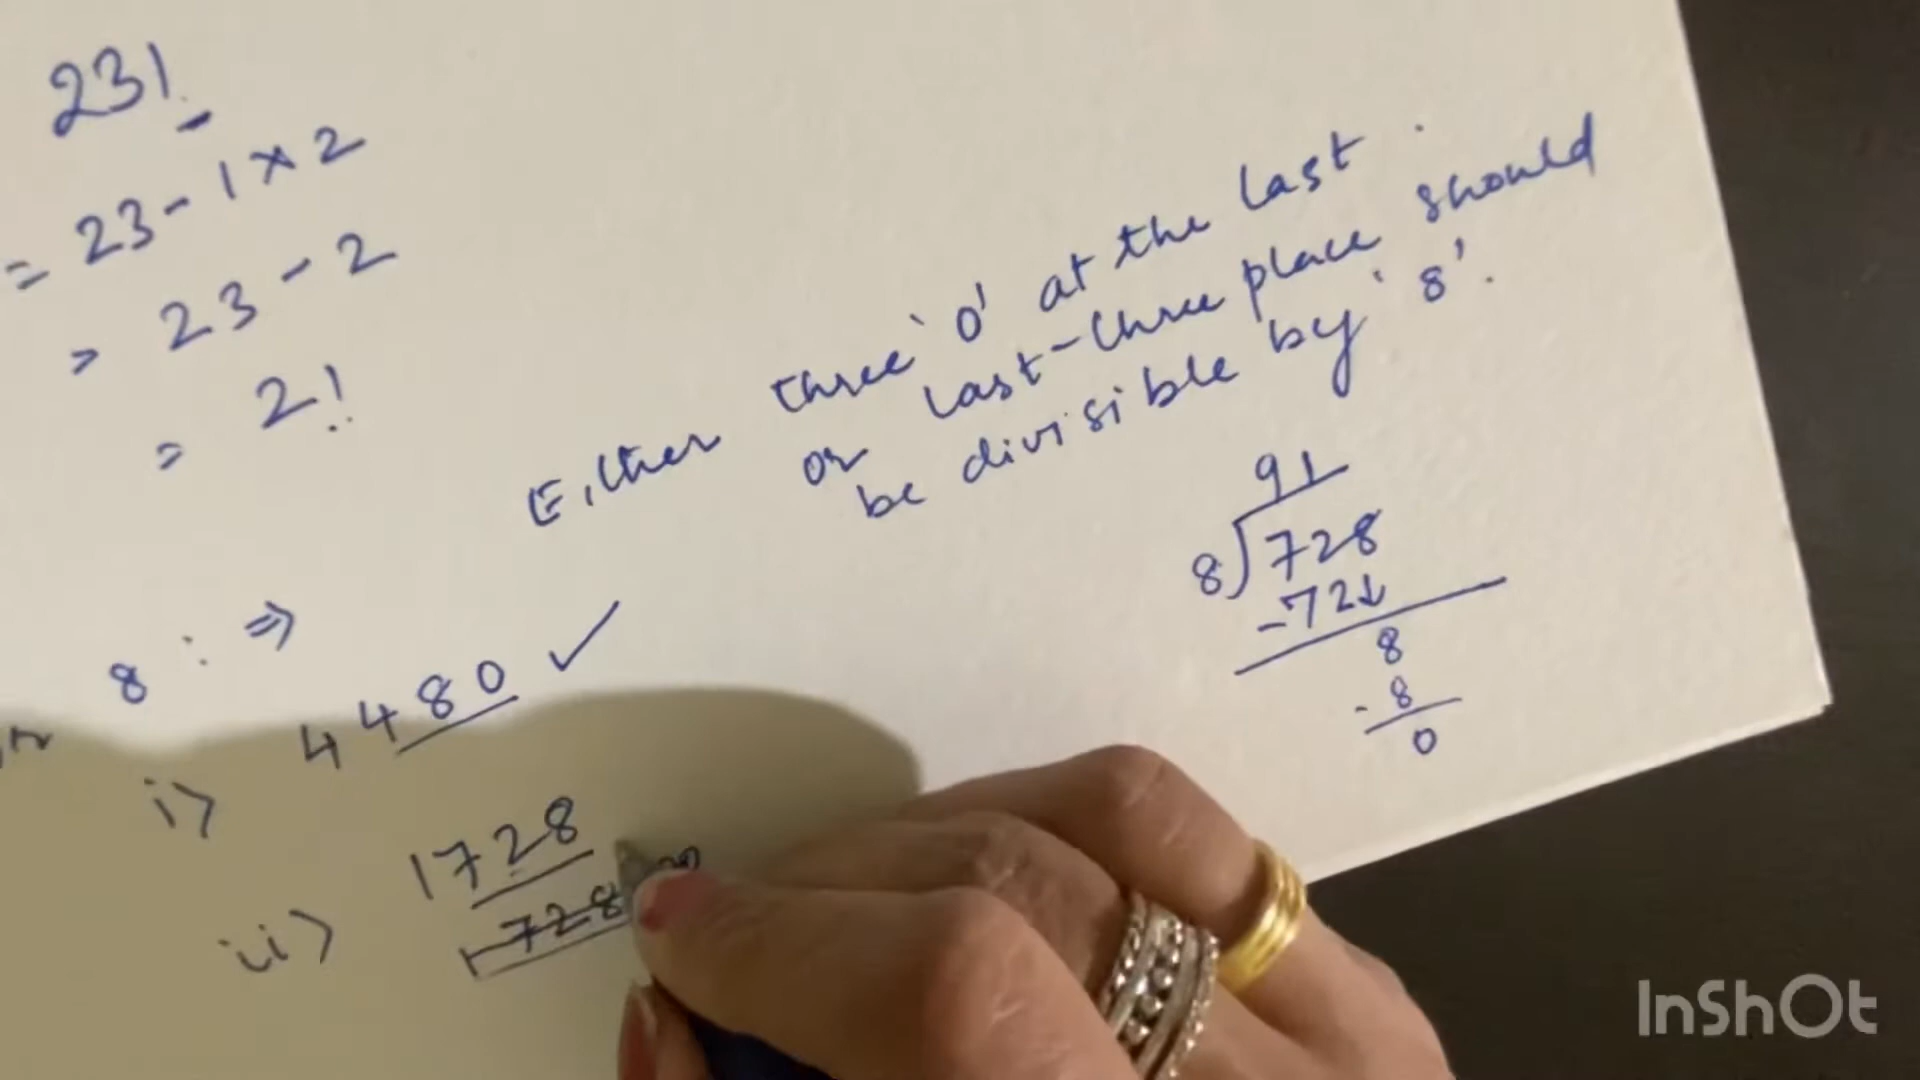 231
= 23-1×2
> 23-2
= 21
Either three '0' at the last
or last-three place should
be divisible by '8'.
91
8)728
-72↓
8
-8
0
8: ⇒
i> 4480 ✓
ii> 1728
1728
InShOt